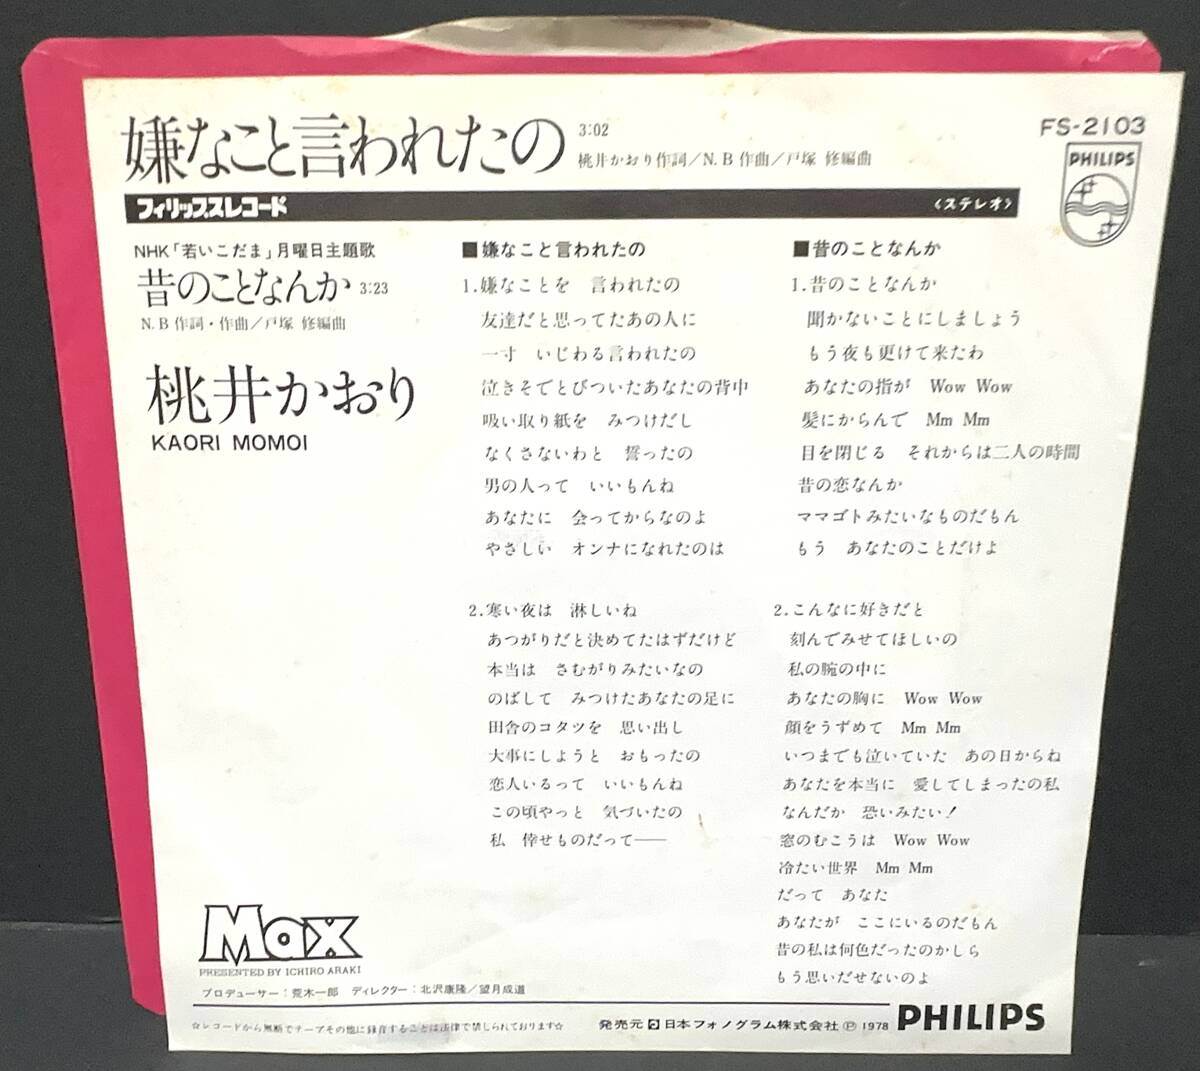 嫌なこと言われたの 3:02
桃井かおり作詞/N.B作曲/戸塚 修編曲
FS-2103
PHILIPS
フィリップスレコード 〈ステレオ〉
NHK「若いこだま」月曜日主題歌
昔のことなんか 3:23
N.B作詞・作曲/戸塚 修編曲
桃井かおり
KAORI MOMOI
■嫌なこと言われたの
1.嫌なことを 言われたの
友達だと思ってたあの人に
一寸 いじわる言われたの
泣きそでとびついたあなたの背中
吸い取り紙を みつけだし
なくさないわと 誓ったの
男の人って いいもんね
あなたに 会ってからなのよ
やさしい オンナになれたのは
2.寒い夜は 淋しいね
あつがりだと決めてたはずだけど
本当は さむがりみたいなの
のばして みつけたあなたの足に
田舎のコタツを 思い出し
大事にしようと おもったの
恋人いるって いいもんね
この頃やっと 気づいたの
私 倖せものだって――
■昔のことなんか
1.昔のことなんか
聞かないことにしましょう
もう夜も更けて来たわ
あなたの指が Wow Wow
髪にからんで Mm Mm
目を閉じる それからは二人の時間
昔の恋なんか
ママゴトみたいなものだもん
もう あなたのことだけよ
2.こんなに好きだと
刻んでみせてほしいの
私の腕の中に
あなたの胸に Wow Wow
顔をうずめて Mm Mm
いつまでも泣いていた あの日からね
あなたを本当に 愛してしまったの私
なんだか 恐いみたい!
窓のむこうは Wow Wow
冷たい世界 Mm Mm
だって あなた
あなたが ここにいるのだもん
昔の私は何色だったのかしら
もう思いだせないのよ
Max
PRESENTED BY ICHIRO ARAKI
プロデューサー:荒木一郎 ディレクター:北沢康隆/望月成道
☆レコードから無断でテープその他に録音することは法律で禁じられております☆
発売元 日本フォノグラム株式会社 Ⓟ1978 PHILIPS